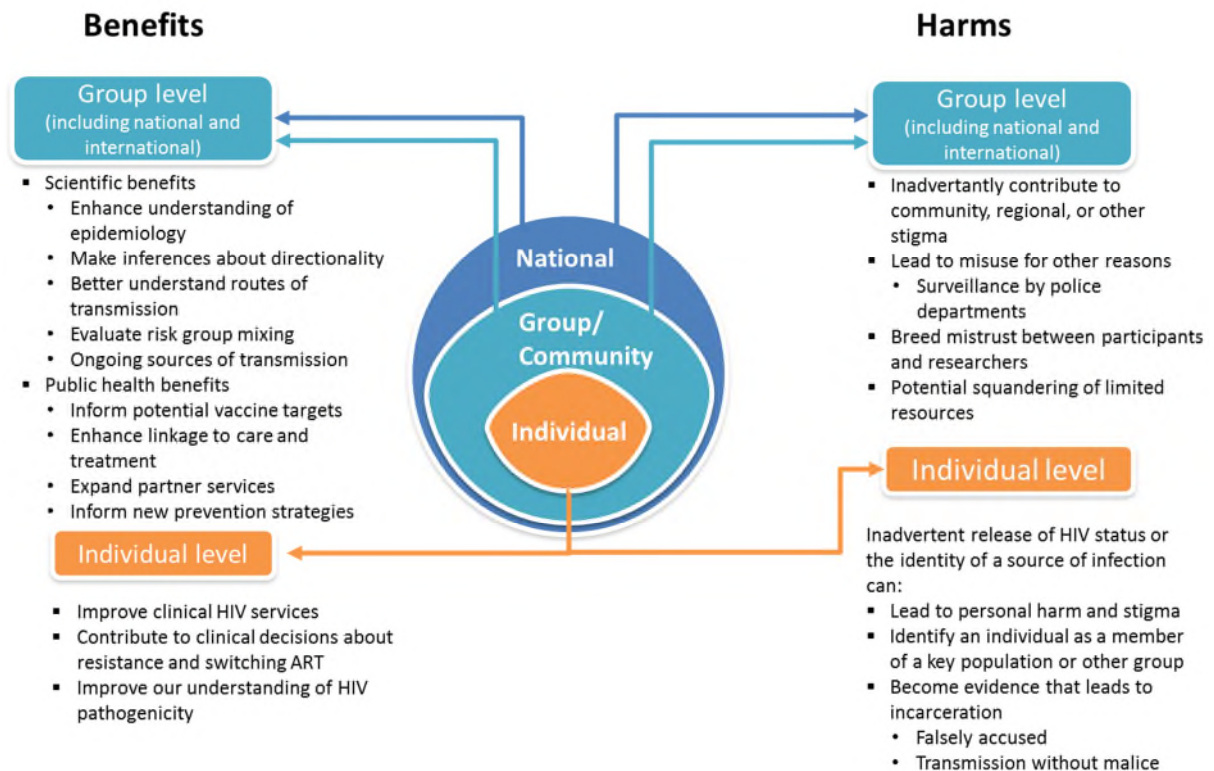 Benefits
Group level
(including national and
international)
▪ Scientific benefits
• Enhance understanding of
epidemiology
• Make inferences about directionality
• Better understand routes of
transmission
• Evaluate risk group mixing
• Ongoing sources of transmission
▪ Public health benefits
• Inform potential vaccine targets
• Enhance linkage to care and
treatment
• Expand partner services
• Inform new prevention strategies
Individual level
▪ Improve clinical HIV services
▪ Contribute to clinical decisions about
resistance and switching ART
▪ Improve our understanding of HIV
pathogenicity
National
Group/
Community
Individual
Harms
Group level
(including national and
international)
▪ Inadvertantly contribute to
community, regional, or other
stigma
▪ Lead to misuse for other reasons
• Surveillance by police
departments
▪ Breed mistrust between participants
and researchers
▪ Potential squandering of limited
resources
Individual level
Inadvertent release of HIV status or
the identity of a source of infection
can:
▪ Lead to personal harm and stigma
▪ Identify an individual as a member
of a key population or other group
▪ Become evidence that leads to
incarceration
• Falsely accused
• Transmission without malice